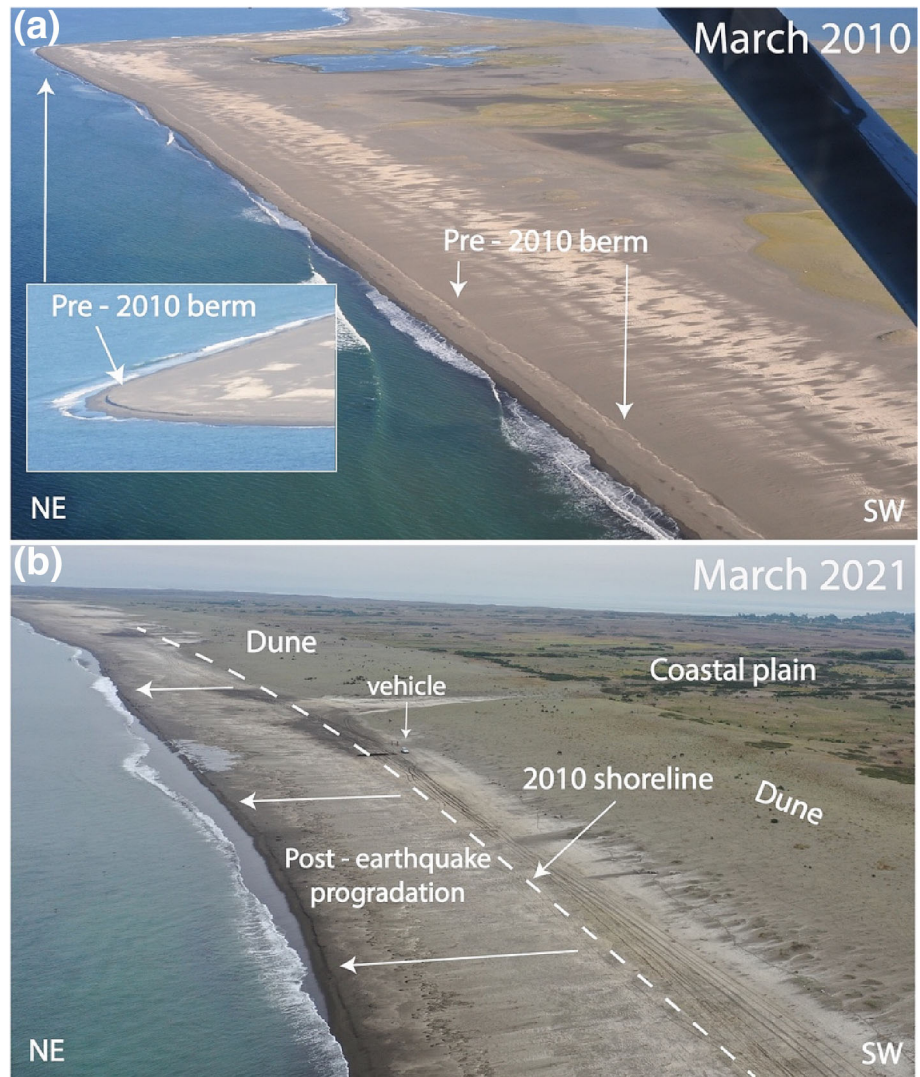 (a)
March 2010
Pre - 2010 berm
Pre - 2010 berm
NE
SW
(b)
March 2021
Dune
Coastal plain
vehicle
2010 shoreline
Dune
Post - earthquake
progradation
NE
SW